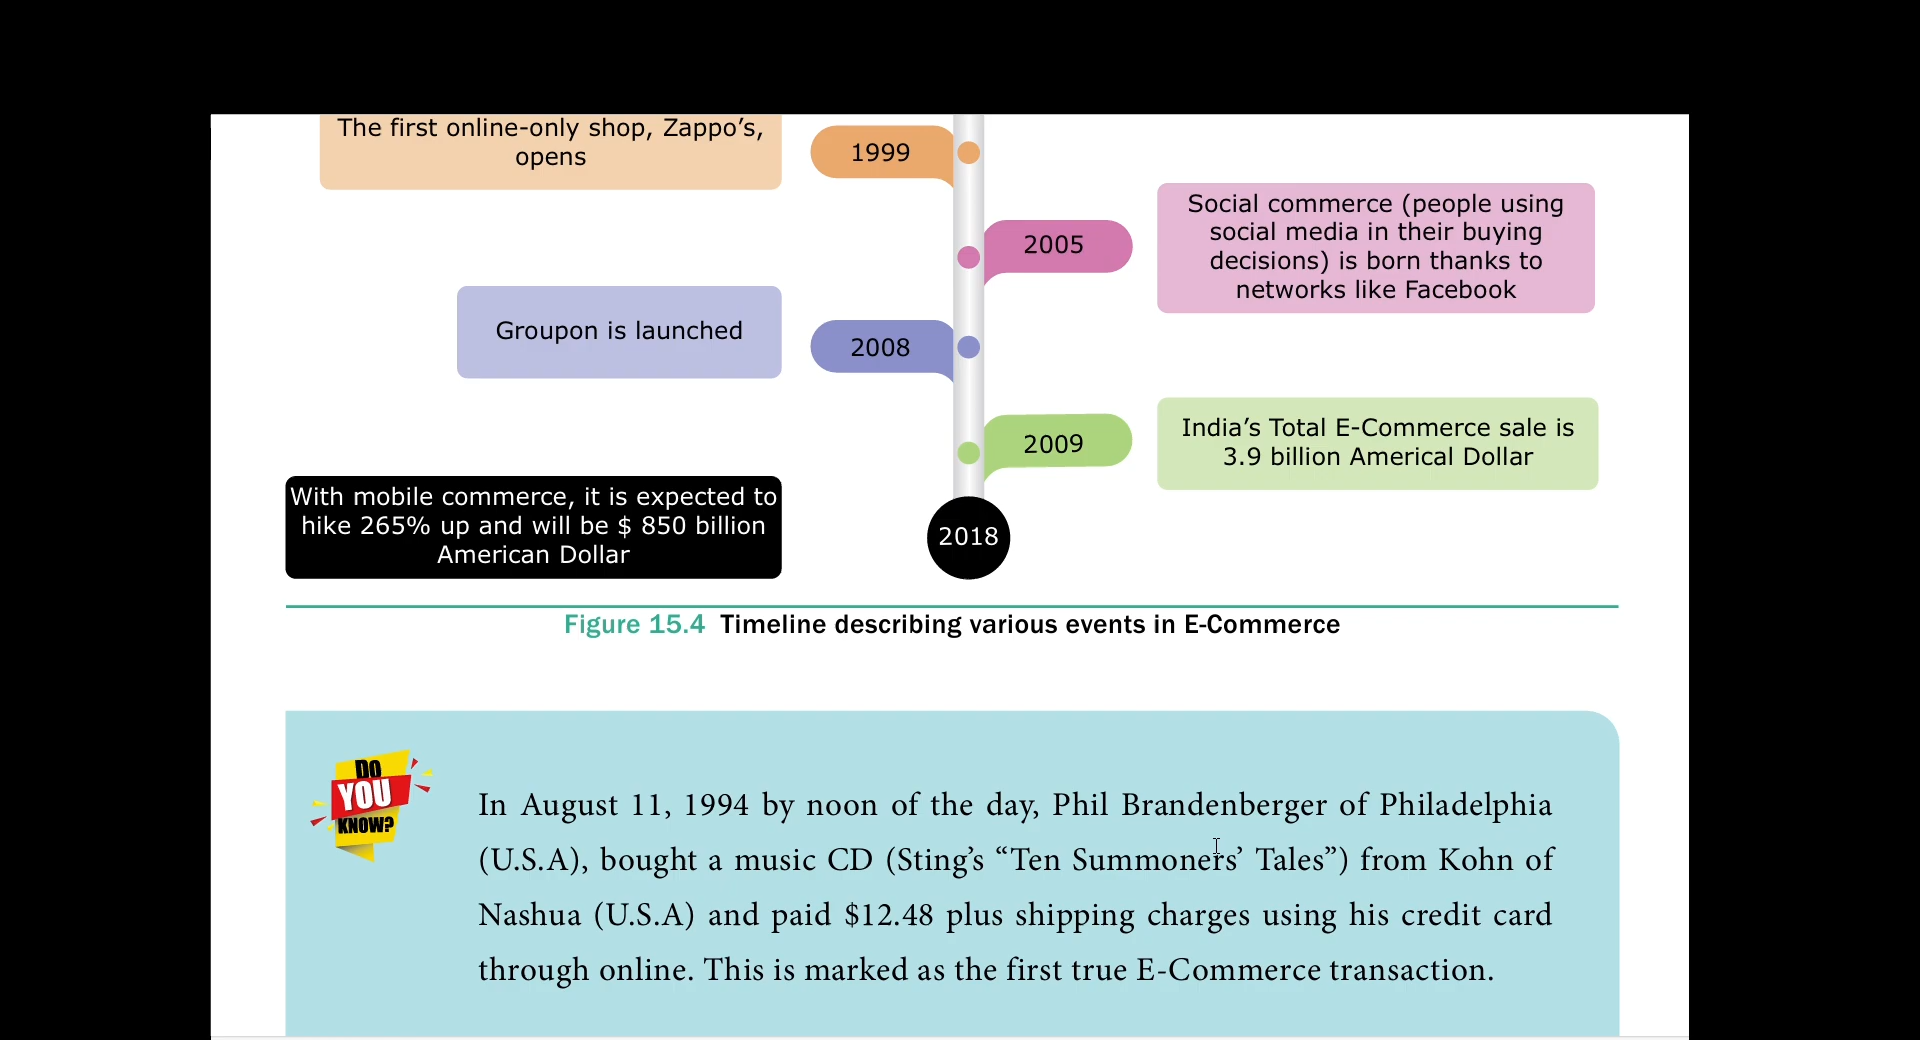 The first online-only shop, Zappo’s,
opens
1999
2005
Social commerce (people using
social media in their buying
decisions) is born thanks to
networks like Facebook
Groupon is launched
2008
2009
India’s Total E-Commerce sale is
3.9 billion Americal Dollar
With mobile commerce, it is expected to
hike 265% up and will be $ 850 billion
American Dollar
2018
Figure 15.4 Timeline describing various events in E-Commerce
DO
YOU
KNOW?
In August 11, 1994 by noon of the day, Phil Brandenberger of Philadelphia
(U.S.A), bought a music CD (Sting’s “Ten Summoners’ Tales”) from Kohn of
Nashua (U.S.A) and paid $12.48 plus shipping charges using his credit card
through online. This is marked as the first true E-Commerce transaction.